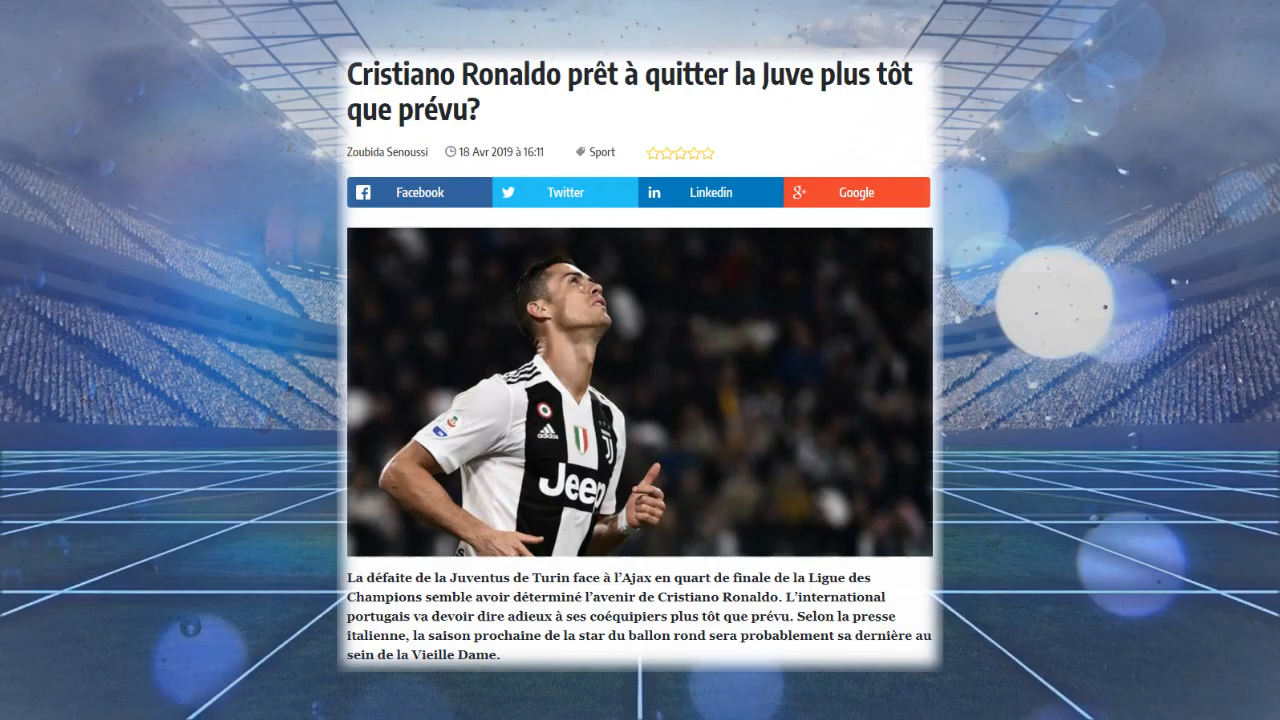 Cristiano Ronaldo prêt à quitter la Juve plus tôt
que prévu?
Zoubida Senoussi 18 Avr 2019 à 16:11 Sport
Facebook Twitter Linkedin Google
adidas
Jeep
La défaite de la Juventus de Turin face à l’Ajax en quart de finale de la Ligue des
Champions semble avoir déterminé l’avenir de Cristiano Ronaldo. L’international
portugais va devoir dire adieux à ses coéquipiers plus tôt que prévu. Selon la presse
italienne, la saison prochaine de la star du ballon rond sera probablement sa dernière au
sein de la Vieille Dame.